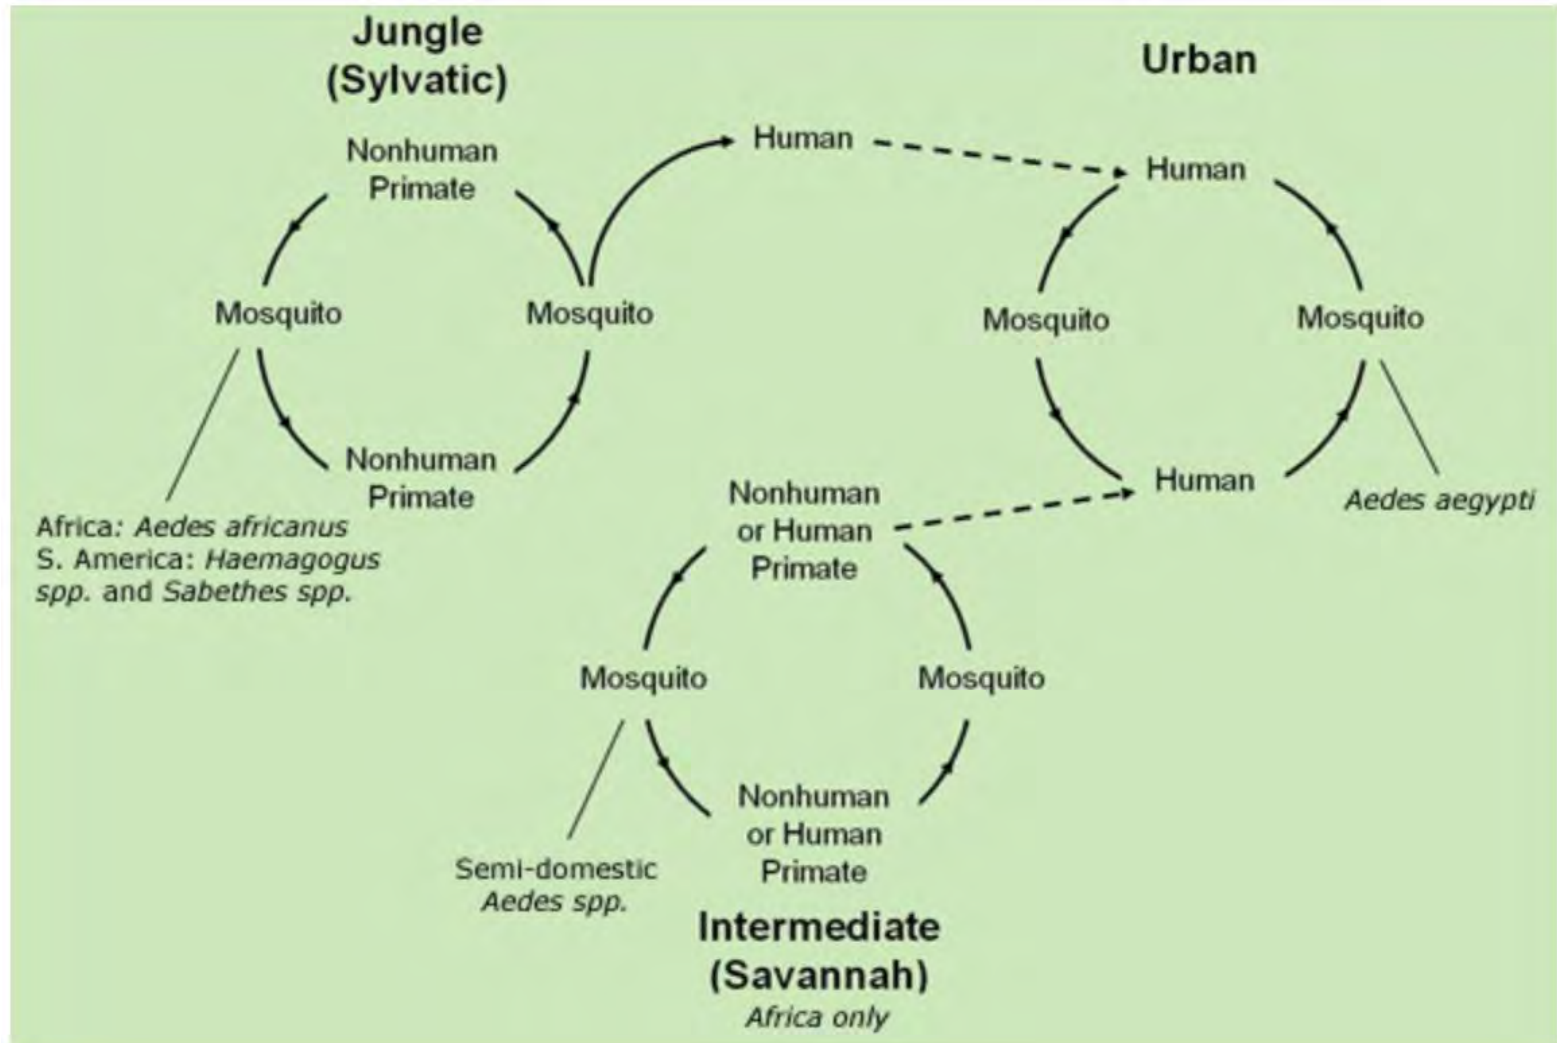 Jungle
(Sylvatic)
Urban
Nonhuman
Primate
Human
Human
Mosquito
Mosquito
Mosquito
Mosquito
Nonhuman
Primate
Human
Aedes aegypti
Africa: Aedes africanus
S. America: Haemagogus
spp. and Sabethes spp.
Nonhuman
or Human
Primate
Mosquito
Mosquito
Nonhuman
or Human
Primate
Semi-domestic
Aedes spp.
Intermediate
(Savannah)
Africa only